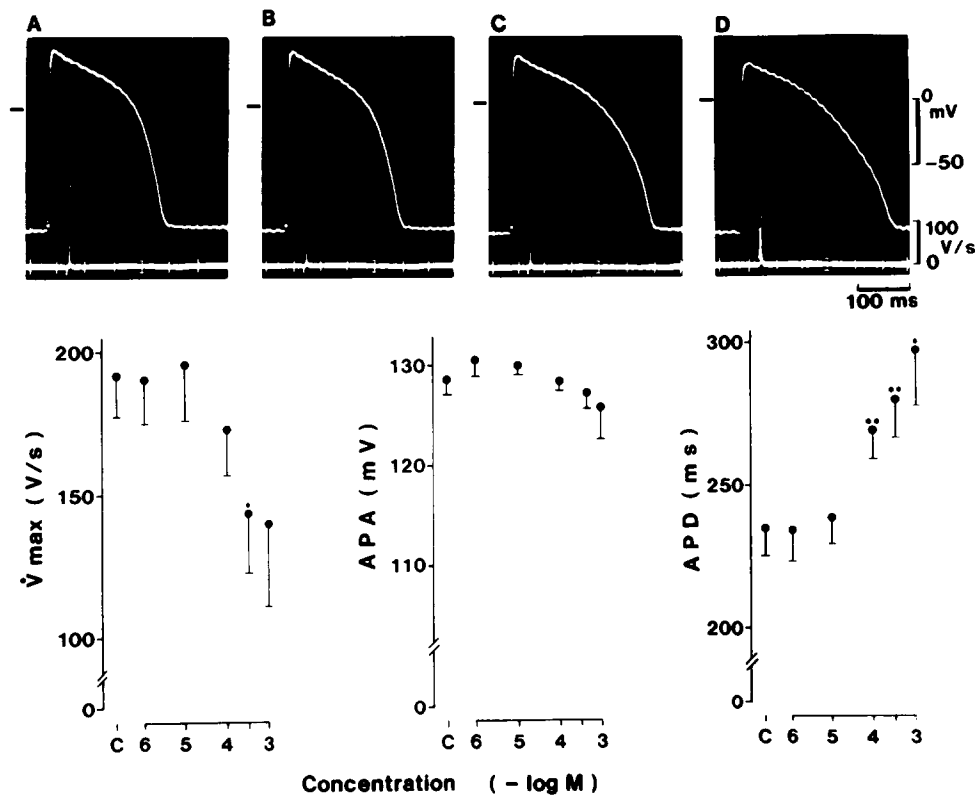 A B C D
0
mV
-50
100
V/s
0
100 ms
200
150
100
0
V̇max (V/s)
C 6 5 4 3
130
120
110
0
APA (mV)
C 6 5 4 3
300
250
200
0
APD (ms)
C 6 5 4 3
Concentration (- log M)